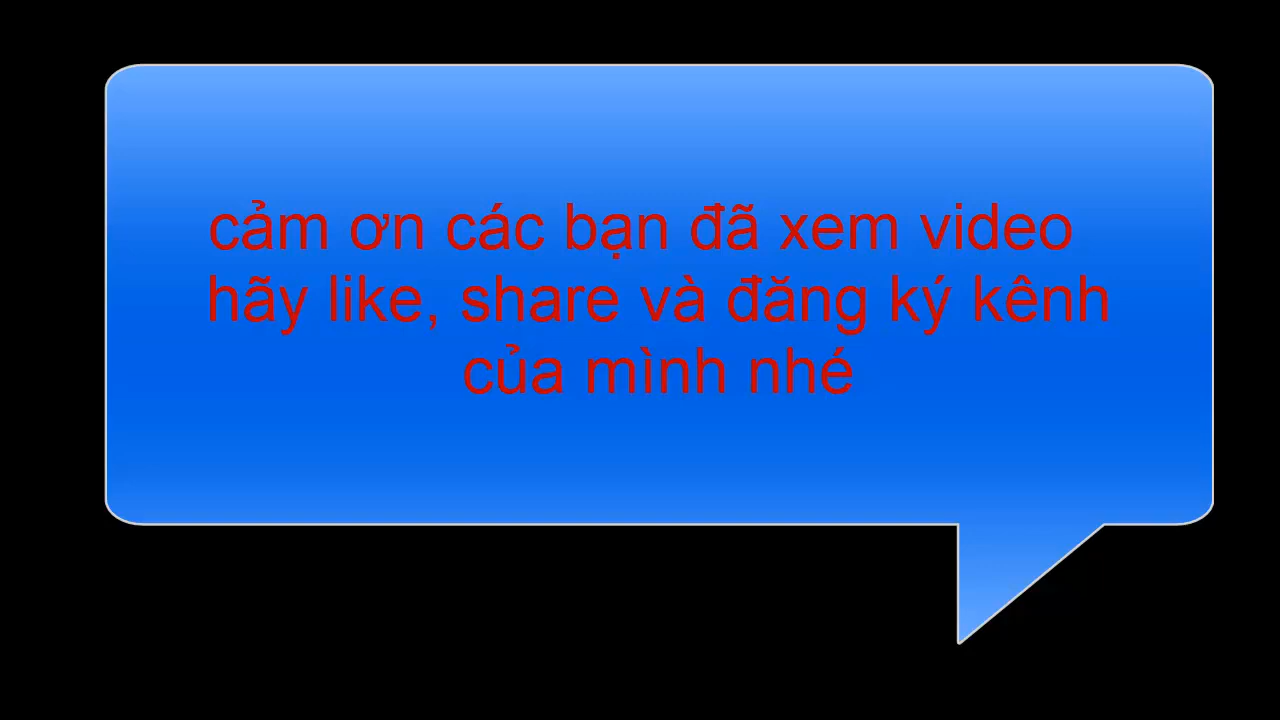 cảm ơn các bạn đã xem video
hãy like, share và đăng ký kênh
của mình nhé